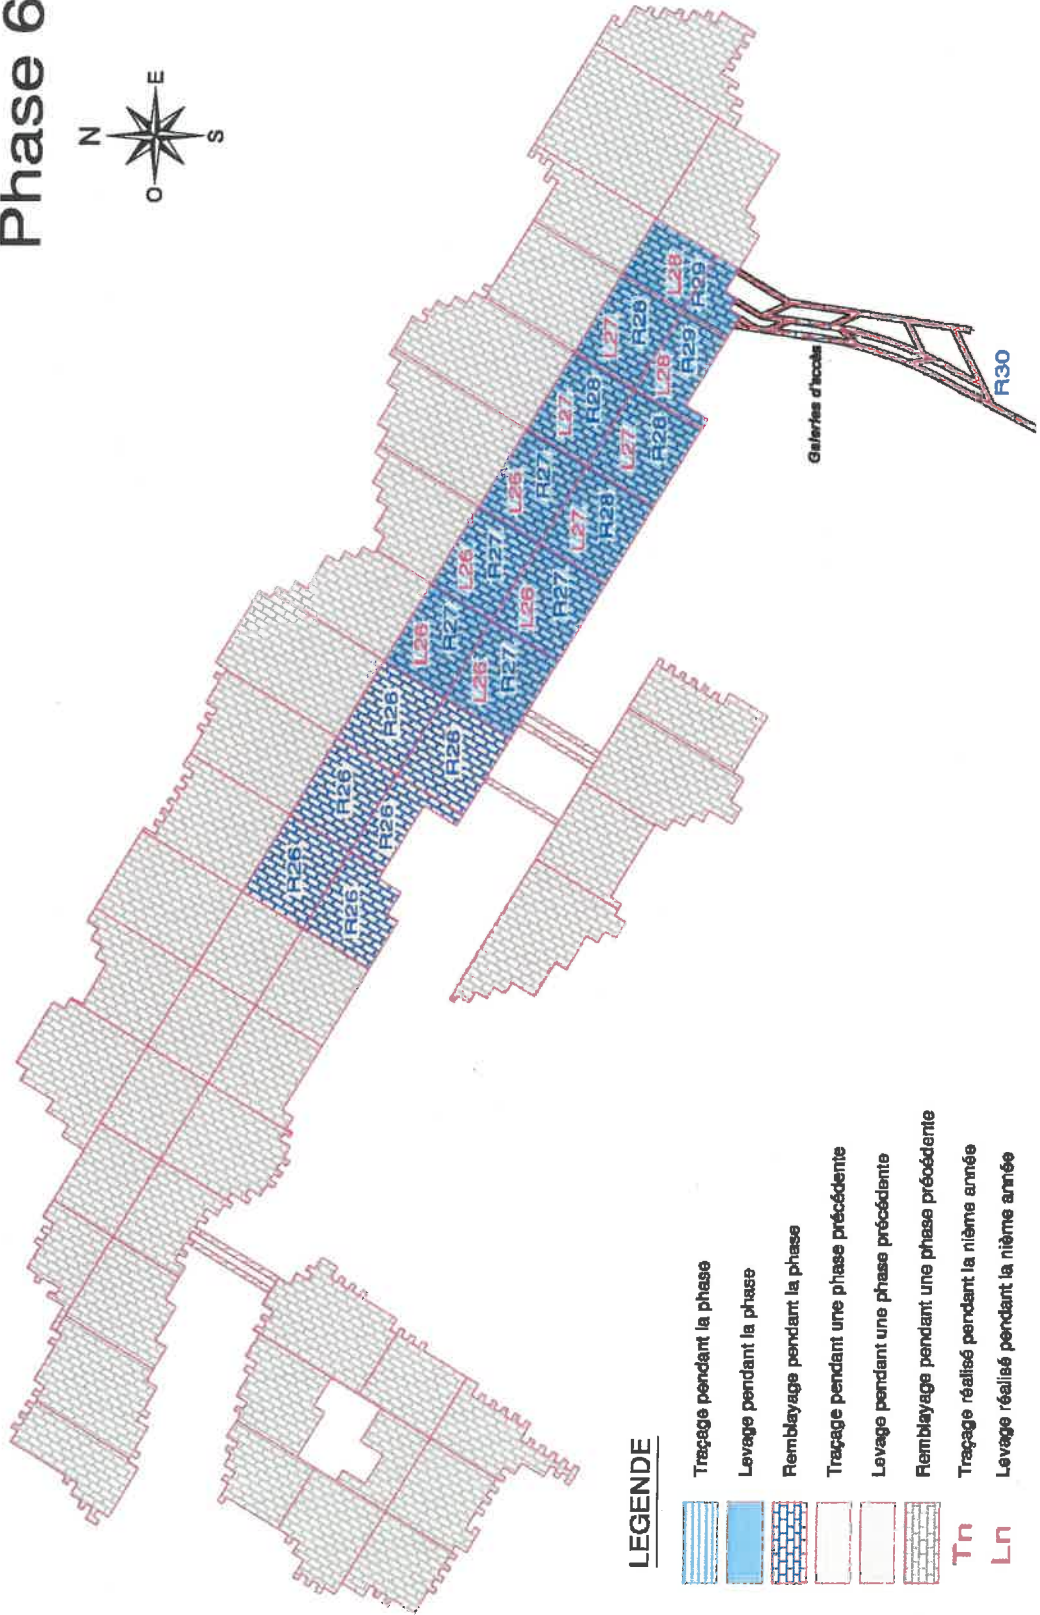 Phase 6
N
O
E
S
R26
R26
R26
R26
R26
R26
L26
R27
L26
R27
L26
R27
L26
R27
L26
R27
L27
R28
L27
R28
L27
R28
L27
R28
L28
R29
L28
R29
Galeries d'accès
R30
LEGENDE
Traçage pendant la phase
Levage pendant la phase
Remblayage pendant la phase
Traçage pendant une phase précédente
Levage pendant une phase précédente
Remblayage pendant une phase précédente
Tn Traçage réalisé pendant la nième année
Ln Levage réalisé pendant la nième année